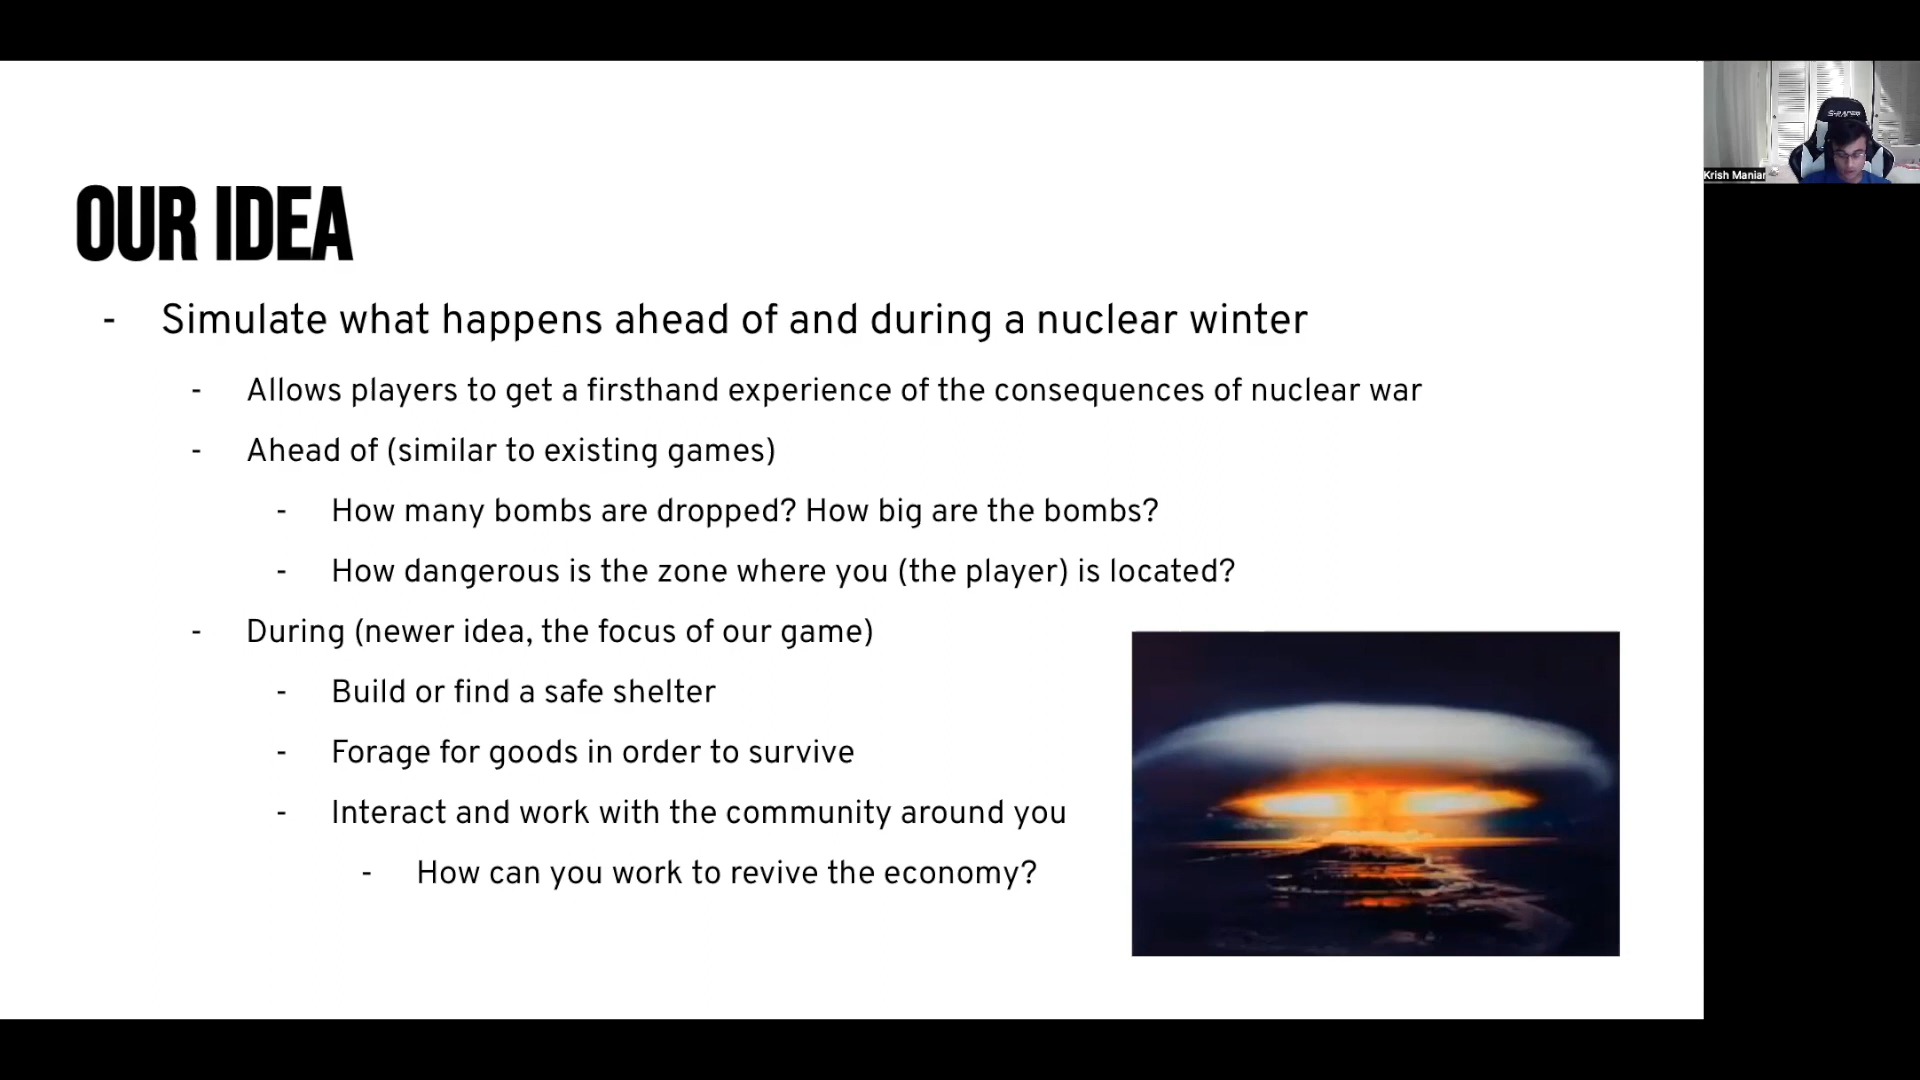 OUR IDEA
- Simulate what happens ahead of and during a nuclear winter
- Allows players to get a firsthand experience of the consequences of nuclear war
- Ahead of (similar to existing games)
- How many bombs are dropped? How big are the bombs?
- How dangerous is the zone where you (the player) is located?
- During (newer idea, the focus of our game)
- Build or find a safe shelter
- Forage for goods in order to survive
- Interact and work with the community around you
- How can you work to revive the economy?
Krish Maniar